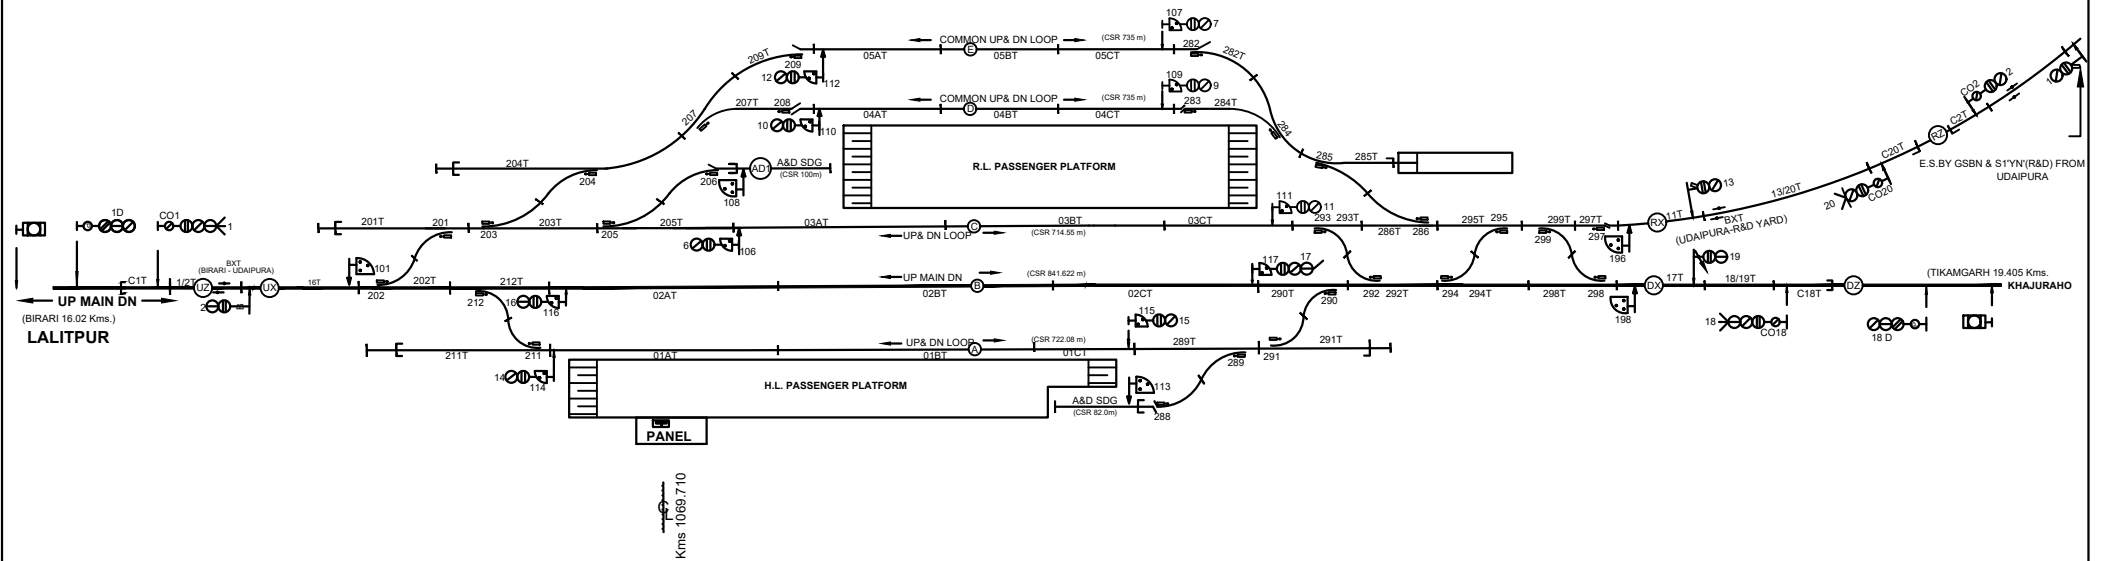 107
7
282
282T
COMMON UP& DN LOOP
(CSR 735 m)
E
05AT
05BT
05CT
209T
209
12
112
109
9
283
284T
COMMON UP& DN LOOP
(CSR 735 m)
D
04AT
04BT
04CT
207
207T
208
10
110
284
CO2
2
1
C2T
RZ
C20T
E.S.BY GSBN & S1'YN'(R&D) FROM
UDAIPURA
R.L. PASSENGER PLATFORM
204T
204
206
AD1
A&D SDG
(CSR 100m)
108
285
285T
111
11
13
13/20T
20
CO20
1D
CO1
1
201T
201
203
203T
205
205T
6
106
03AT
C
03BT
03CT
UP& DN LOOP
(CSR 714.55 m)
293
293T
286T
286
295T
295
299T
299
297T
297
196
RX
11T
BXT
(UDAIPURA-R&D YARD)
BXT
(BIRARI - UDAIPURA)
101
C1T
1/2T
UZ
UX
2
16T
202
202T
212T
212
16
116
02AT
UP MAIN DN
B
02BT
(CSR 841.622 m)
02CT
117
17
290T
290
292
292T
294
294T
298T
298
198
DX
17T
19
18/19T
C18T
DZ
18
CO18
18 D
(TIKAMGARH 19.405 Kms.
KHAJURAHO
UP MAIN DN
(BIRARI 16.02 Kms.)
LALITPUR
211T
211
14
114
01AT
UP& DN LOOP
A
01BT
(CSR 722.08 m)
01CT
115
15
289T
289
291
291T
H.L. PASSENGER PLATFORM
113
A&D SDG
(CSR 82.0m)
288
PANEL
Kms 1069.710